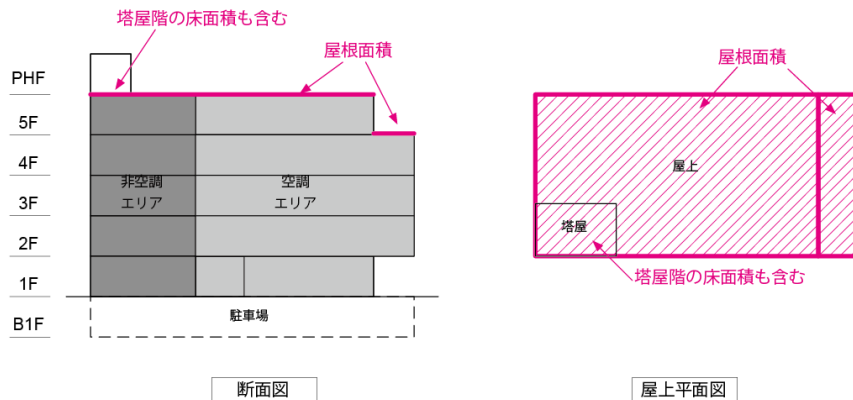 塔屋階の床面積も含む
屋根面積
PHF
5F
4F
3F
2F
1F
B1F
非空調
エリア
空調
エリア
駐車場
断面図
屋根面積
屋上
塔屋
塔屋階の床面積も含む
屋上平面図